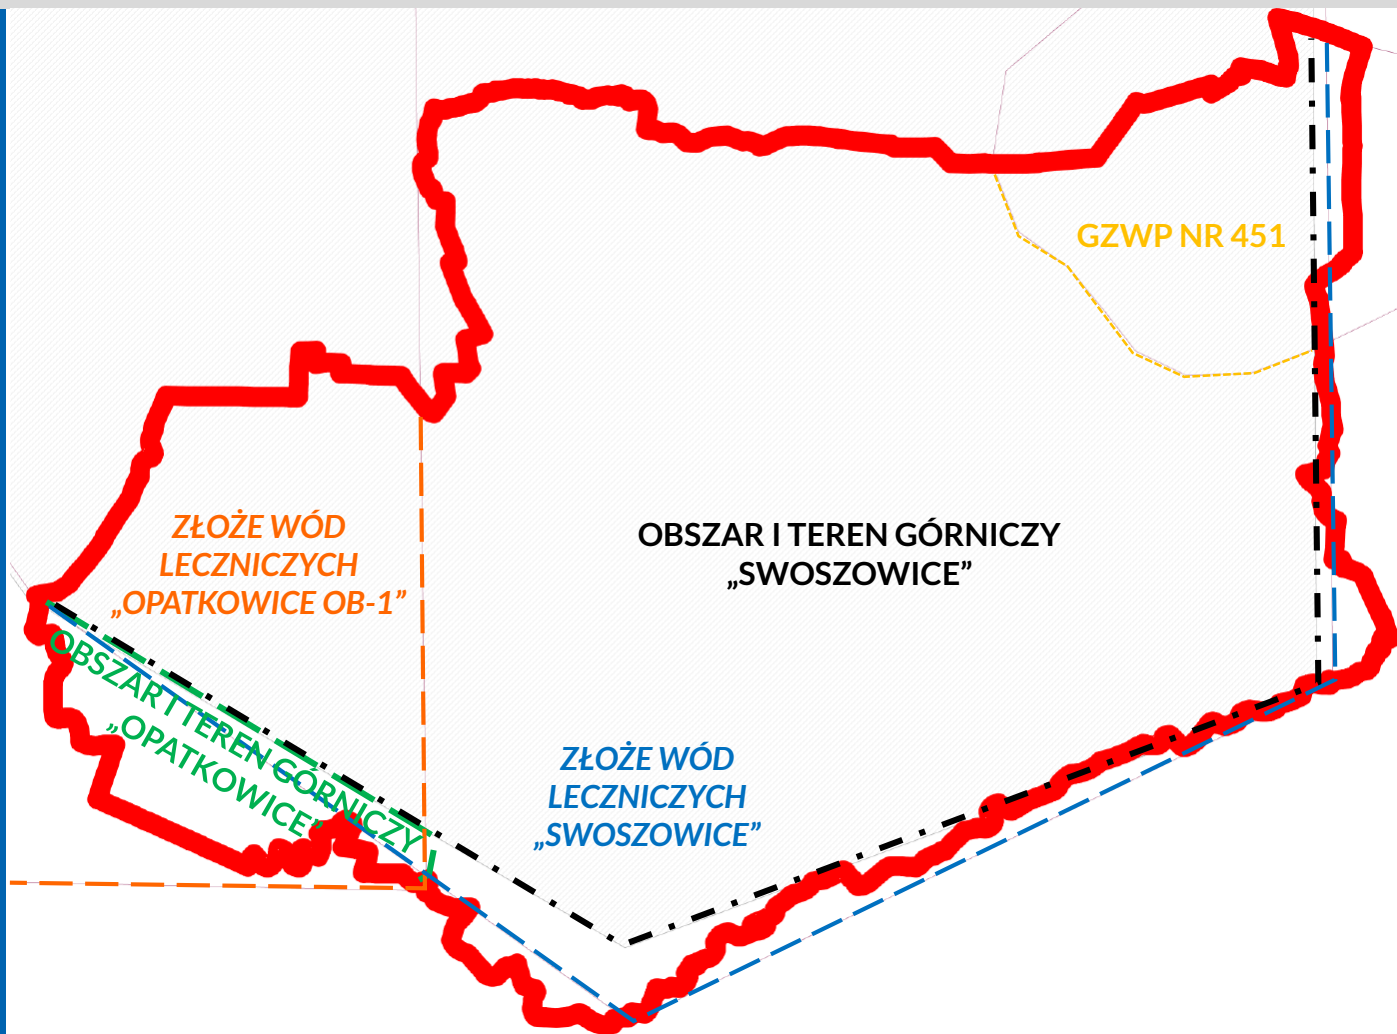 GZWP NR 451
ZŁOŻE WÓD
LECZNICZYCH
„OPATKOWICE OB-1”
OBSZAR I TEREN GÓRNICZY
„SWOSZOWICE”
OBSZAR I TEREN GÓRNICZY
„OPATKOWICE”
ZŁOŻE WÓD
LECZNICZYCH
„SWOSZOWICE”